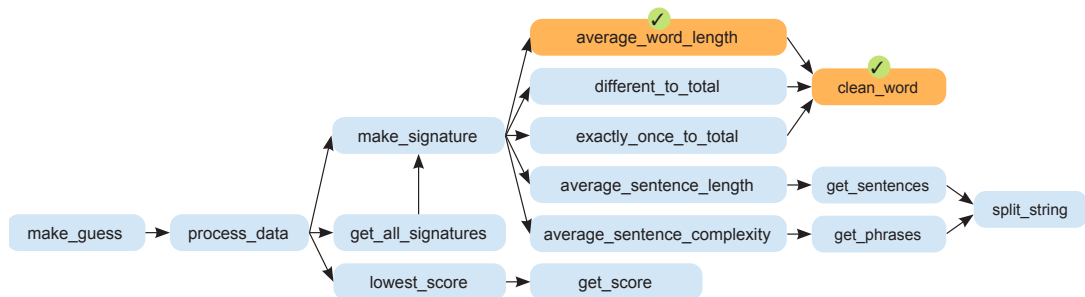 average_word_length
different_to_total
clean_word
make_signature
exactly_once_to_total
average_sentence_length
get_sentences
split_string
make_guess
process_data
get_all_signatures
average_sentence_complexity
get_phrases
lowest_score
get_score